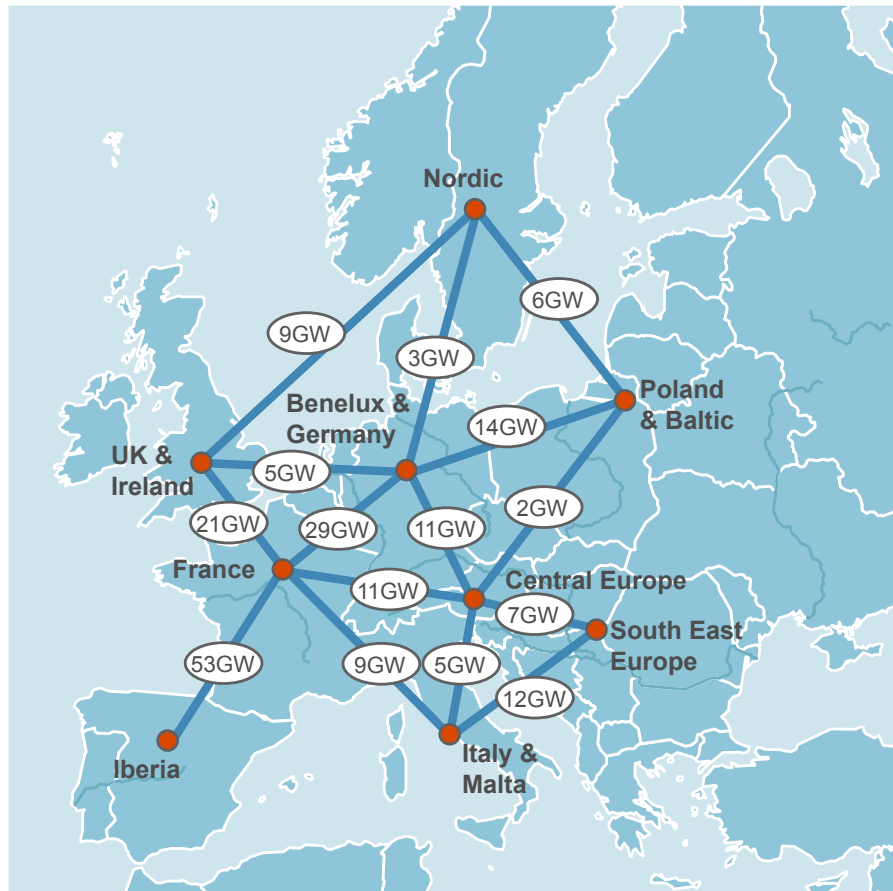 Nordic
6GW
9GW
3GW
Poland
& Baltic
Benelux &
Germany
14GW
UK &
Ireland
5GW
2GW
21GW
29GW
11GW
France
11GW
Central Europe
7GW
South East
Europe
53GW
9GW
5GW
12GW
Iberia
Italy &
Malta